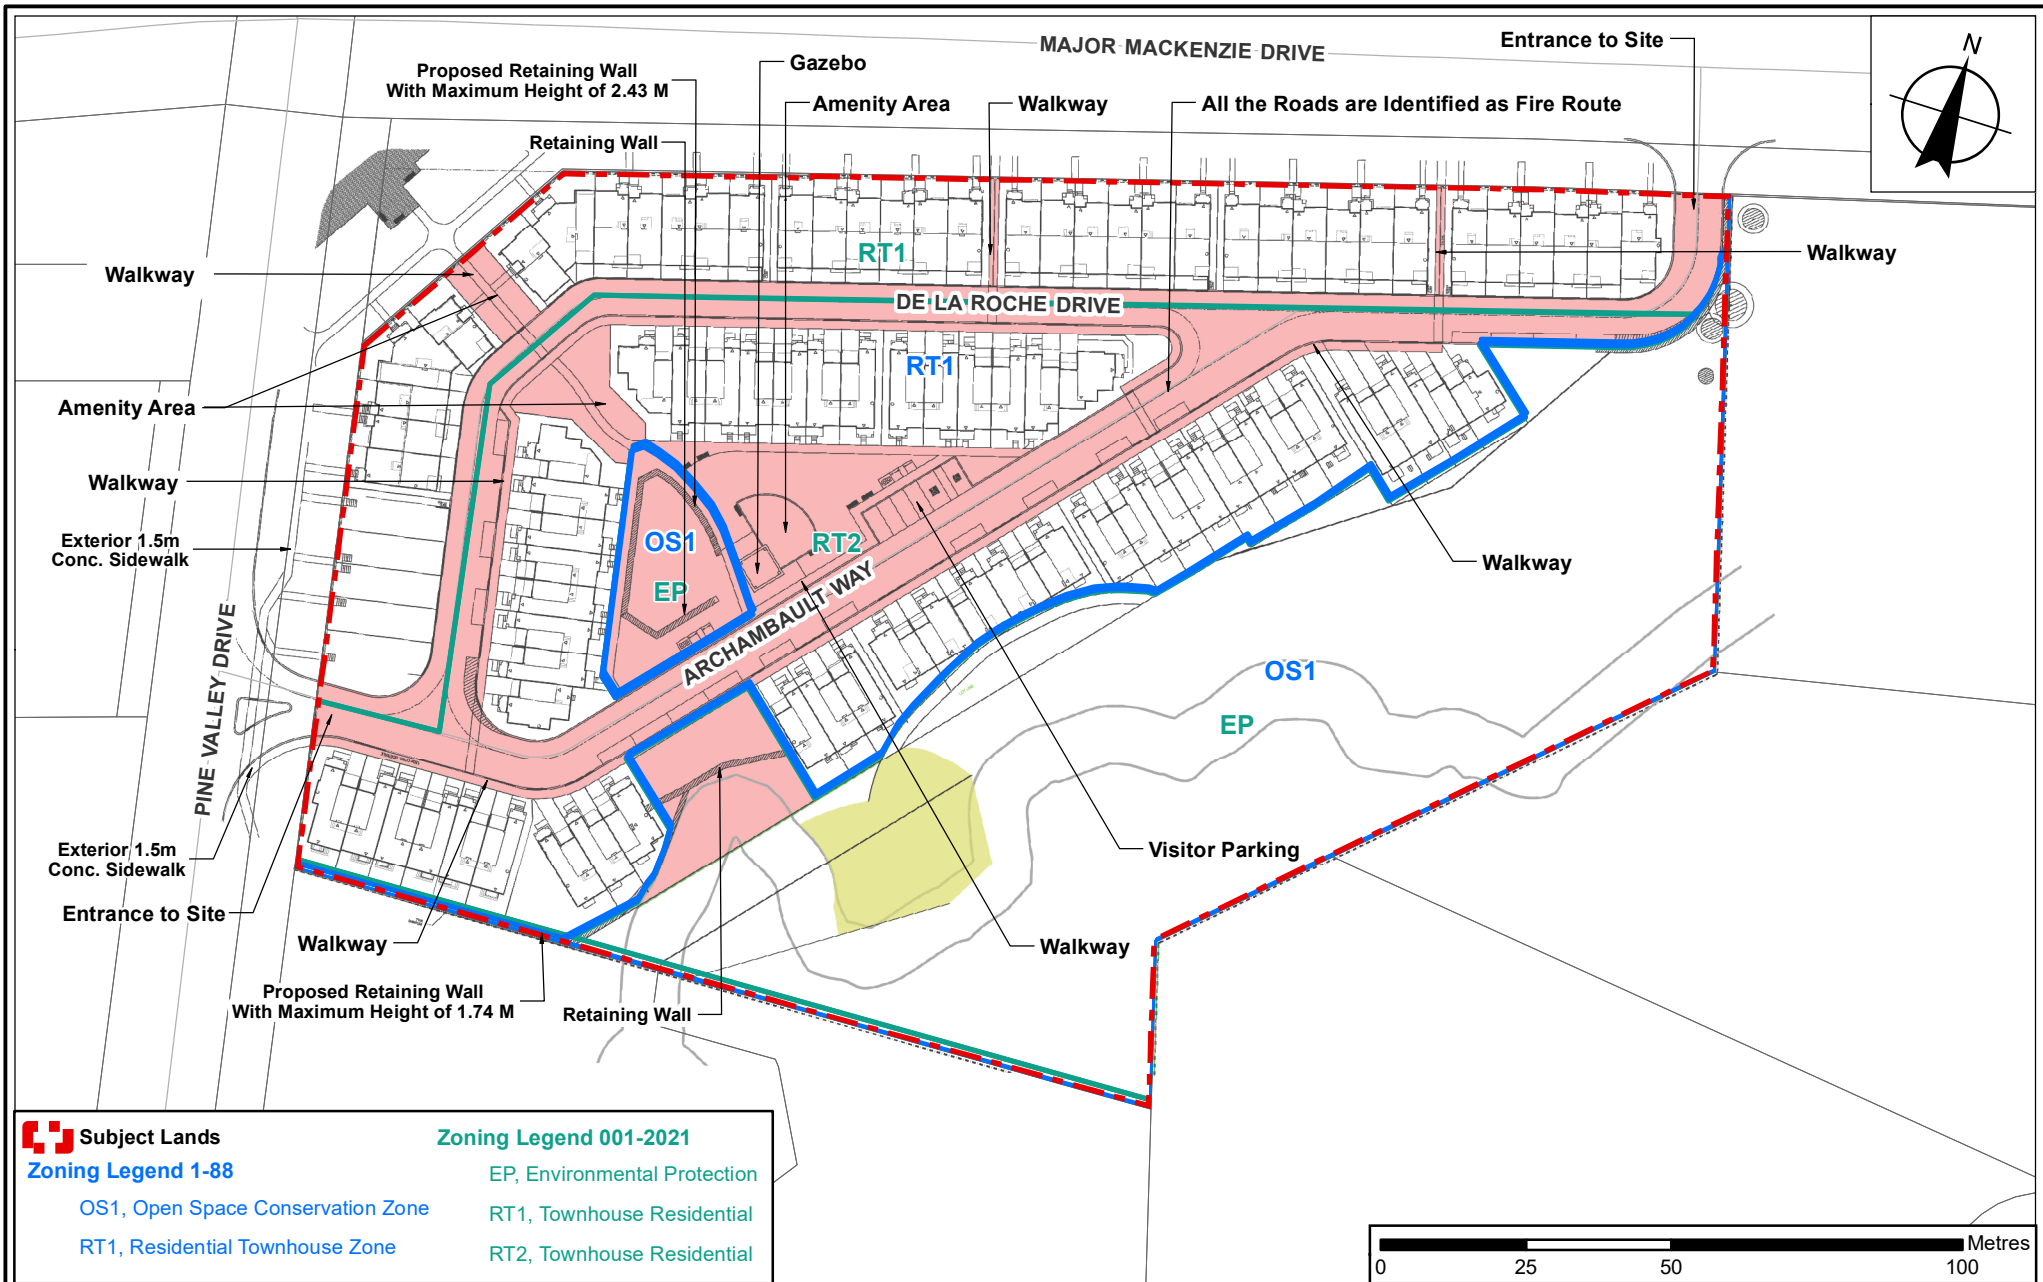 MAJOR MACKENZIE DRIVE
Entrance to Site
N
Proposed Retaining Wall
With Maximum Height of 2.43 M
Gazebo
Amenity Area
Walkway
All the Roads are Identified as Fire Route
Retaining Wall
RT1
Walkway
Walkway
DE LA ROCHE DRIVE
RT1
Amenity Area
Walkway
Exterior 1.5m
Conc. Sidewalk
OS1
RT2
EP
Walkway
ARCHAMBAULT WAY
PINE VALLEY DRIVE
OS1
EP
Exterior 1.5m
Conc. Sidewalk
Visitor Parking
Entrance to Site
Walkway
Walkway
Proposed Retaining Wall
With Maximum Height of 1.74 M
Retaining Wall
Subject Lands
Zoning Legend 1-88
OS1, Open Space Conservation Zone
RT1, Residential Townhouse Zone
Zoning Legend 001-2021
EP, Environmental Protection
RT1, Townhouse Residential
RT2, Townhouse Residential
Metres
0 25 50 100